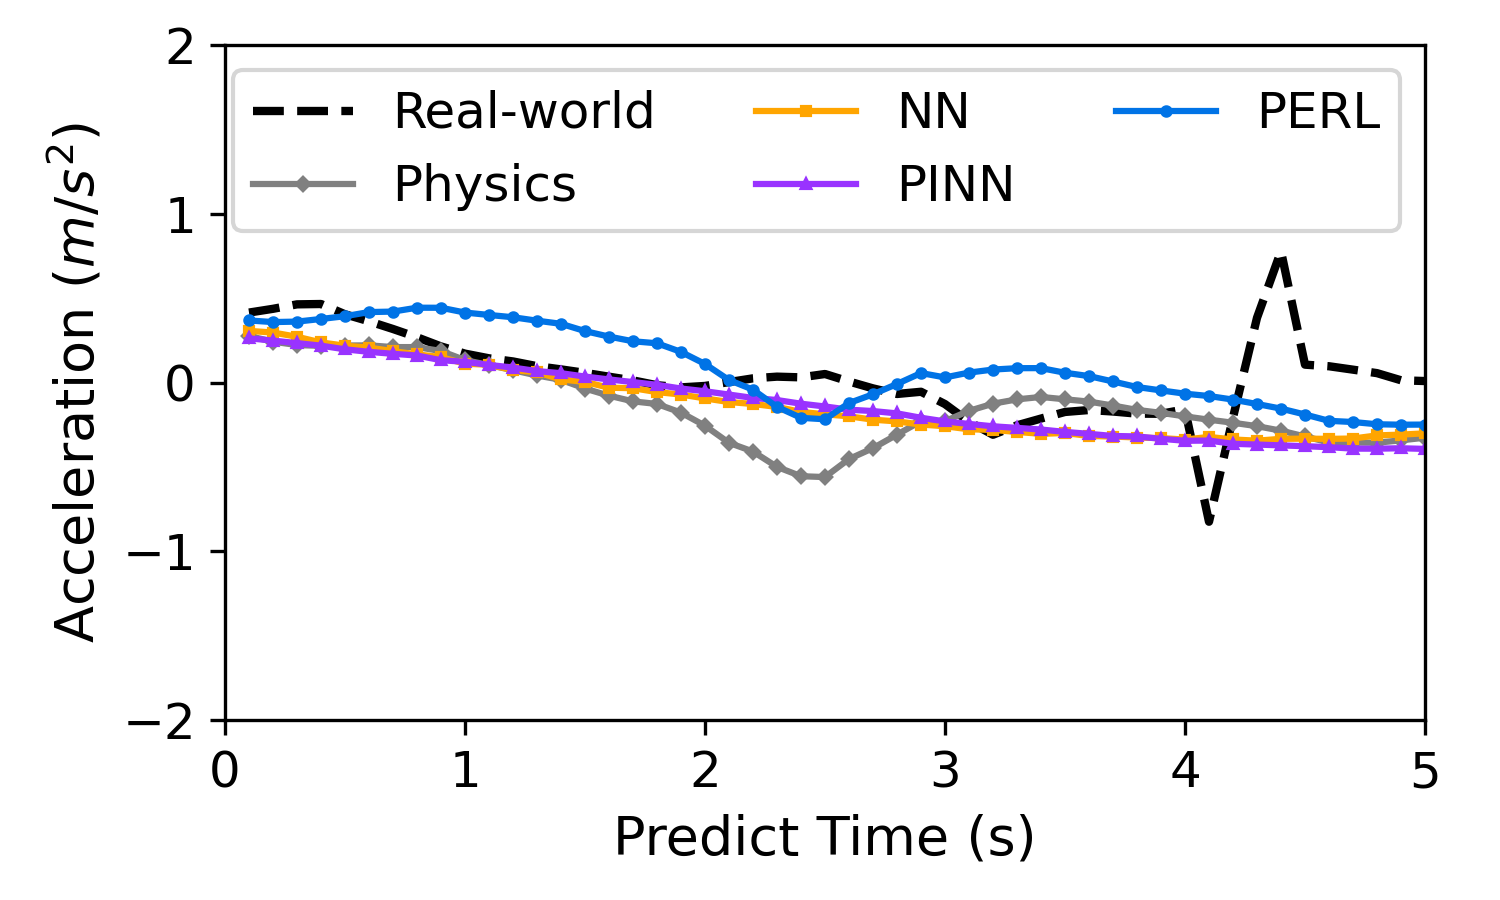 2
1
0
−1
−2
Acceleration (m/s²)
Real-world
Physics
NN
PINN
PERL
0 1 2 3 4 5
Predict Time (s)